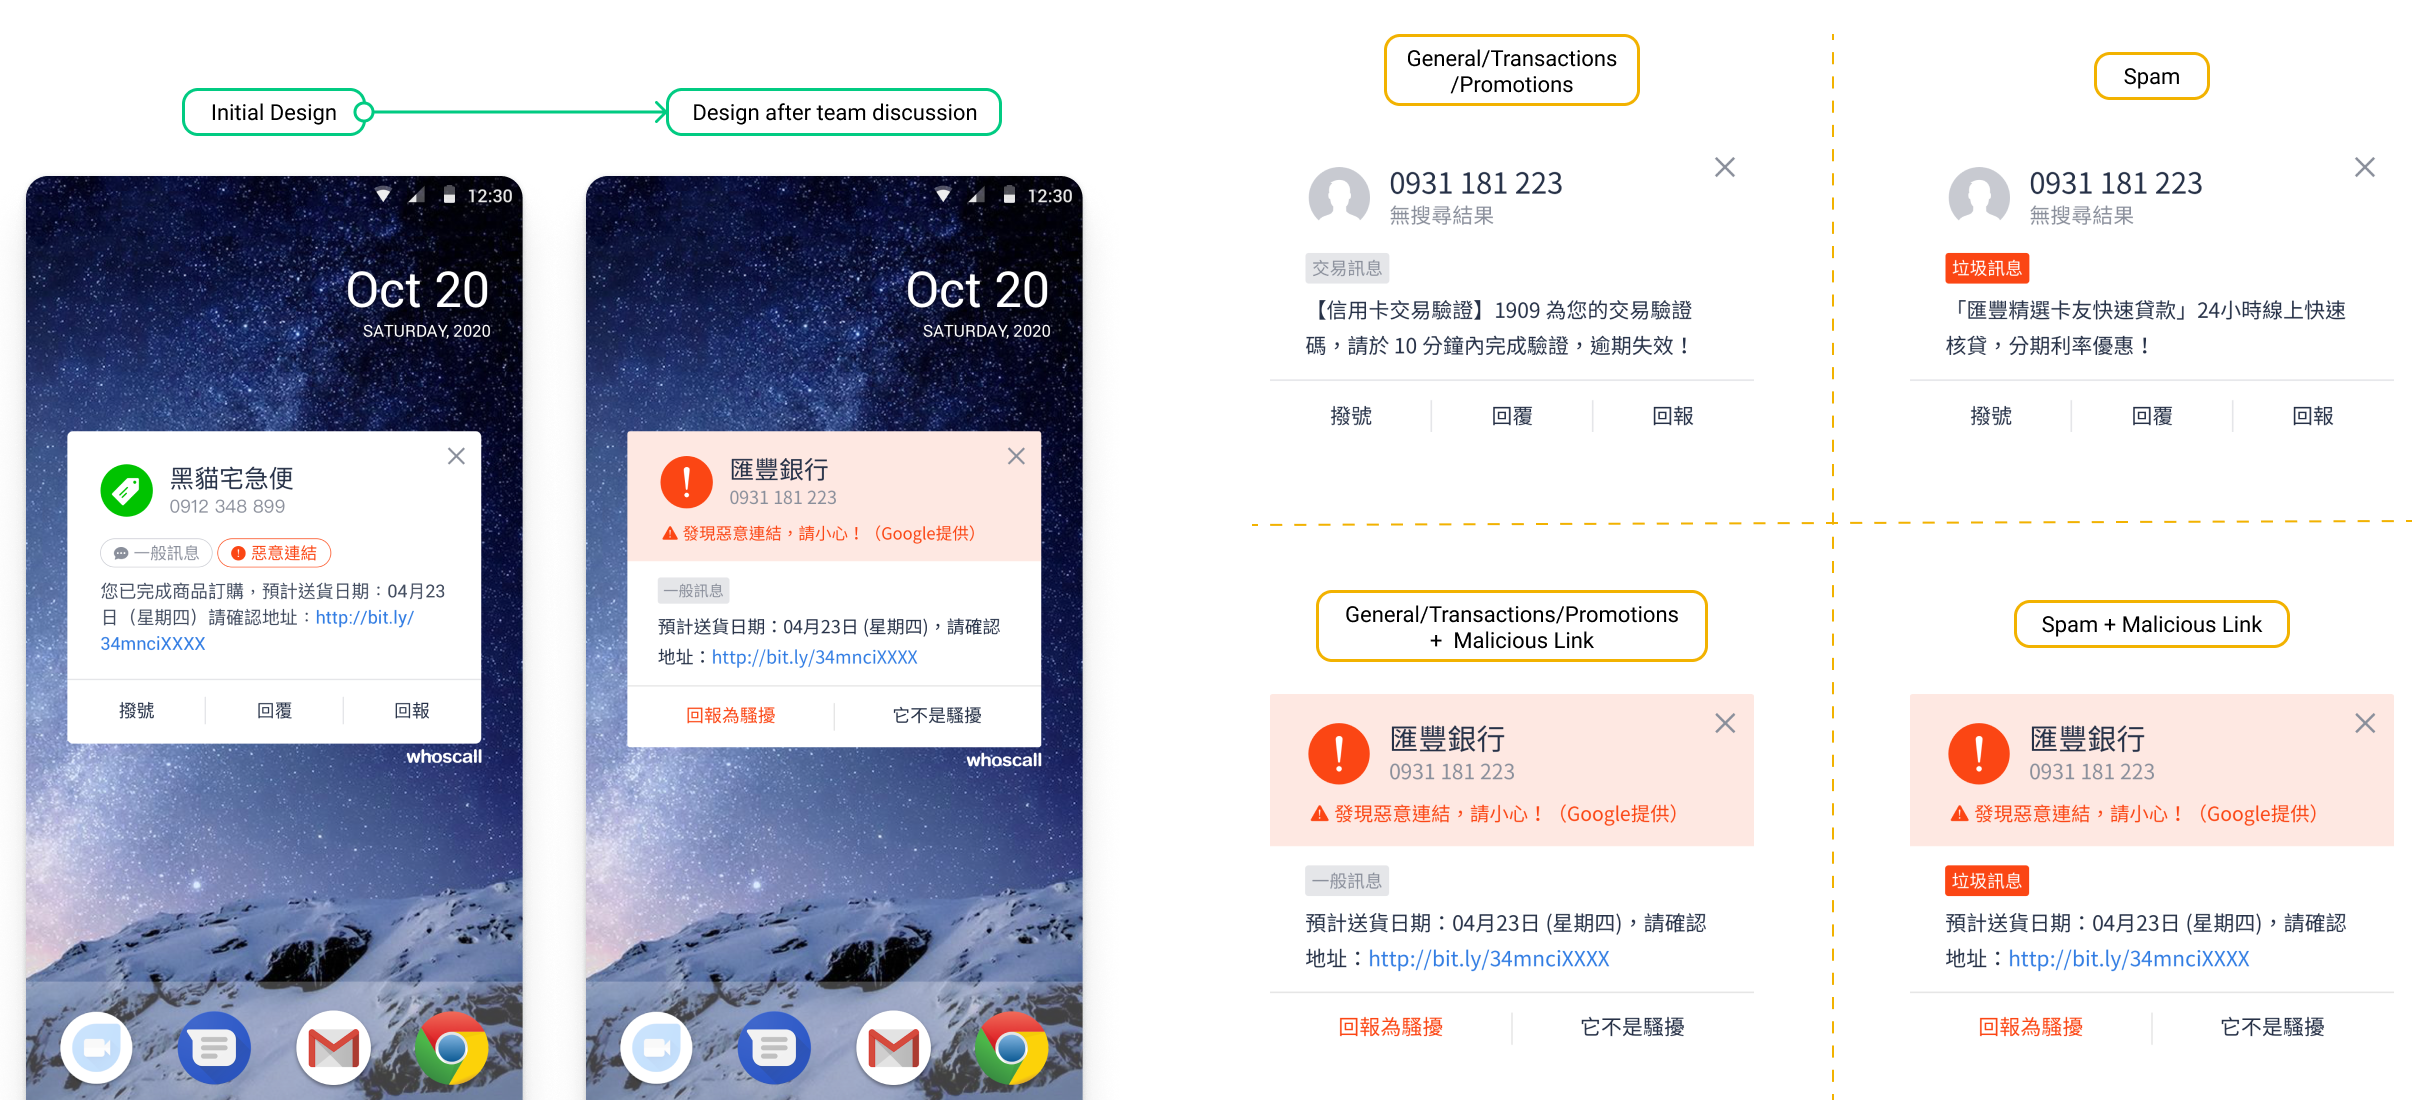 Initial Design
Design after team discussion
12:30
Oct 20
SATURDAY, 2020
黑貓宅急便
0912 348 899
一般訊息
惡意連結
您已完成商品訂購，預計送貨日期：04月23
日（星期四）請確認地址：http://bit.ly/
34mnciXXXX
撥號
回覆
回報
whoscall
12:30
Oct 20
SATURDAY, 2020
匯豐銀行
0931 181 223
發現惡意連結，請小心！（Google提供）
一般訊息
預計送貨日期：04月23日 (星期四)，請確認
地址：http://bit.ly/34mnciXXXX
回報為騷擾
它不是騷擾
whoscall
General/Transactions
/Promotions
0931 181 223
無搜尋結果
交易訊息
【信用卡交易驗證】1909 為您的交易驗證
碼，請於 10 分鐘內完成驗證，逾期失效！
撥號
回覆
回報
Spam
0931 181 223
無搜尋結果
垃圾訊息
「匯豐精選卡友快速貸款」24小時線上快速
核貸，分期利率優惠！
撥號
回覆
回報
General/Transactions/Promotions
+ Malicious Link
匯豐銀行
0931 181 223
發現惡意連結，請小心！（Google提供）
一般訊息
預計送貨日期：04月23日 (星期四)，請確認
地址：http://bit.ly/34mnciXXXX
回報為騷擾
它不是騷擾
Spam + Malicious Link
匯豐銀行
0931 181 223
發現惡意連結，請小心！（Google提供）
垃圾訊息
預計送貨日期：04月23日 (星期四)，請確認
地址：http://bit.ly/34mnciXXXX
回報為騷擾
它不是騷擾